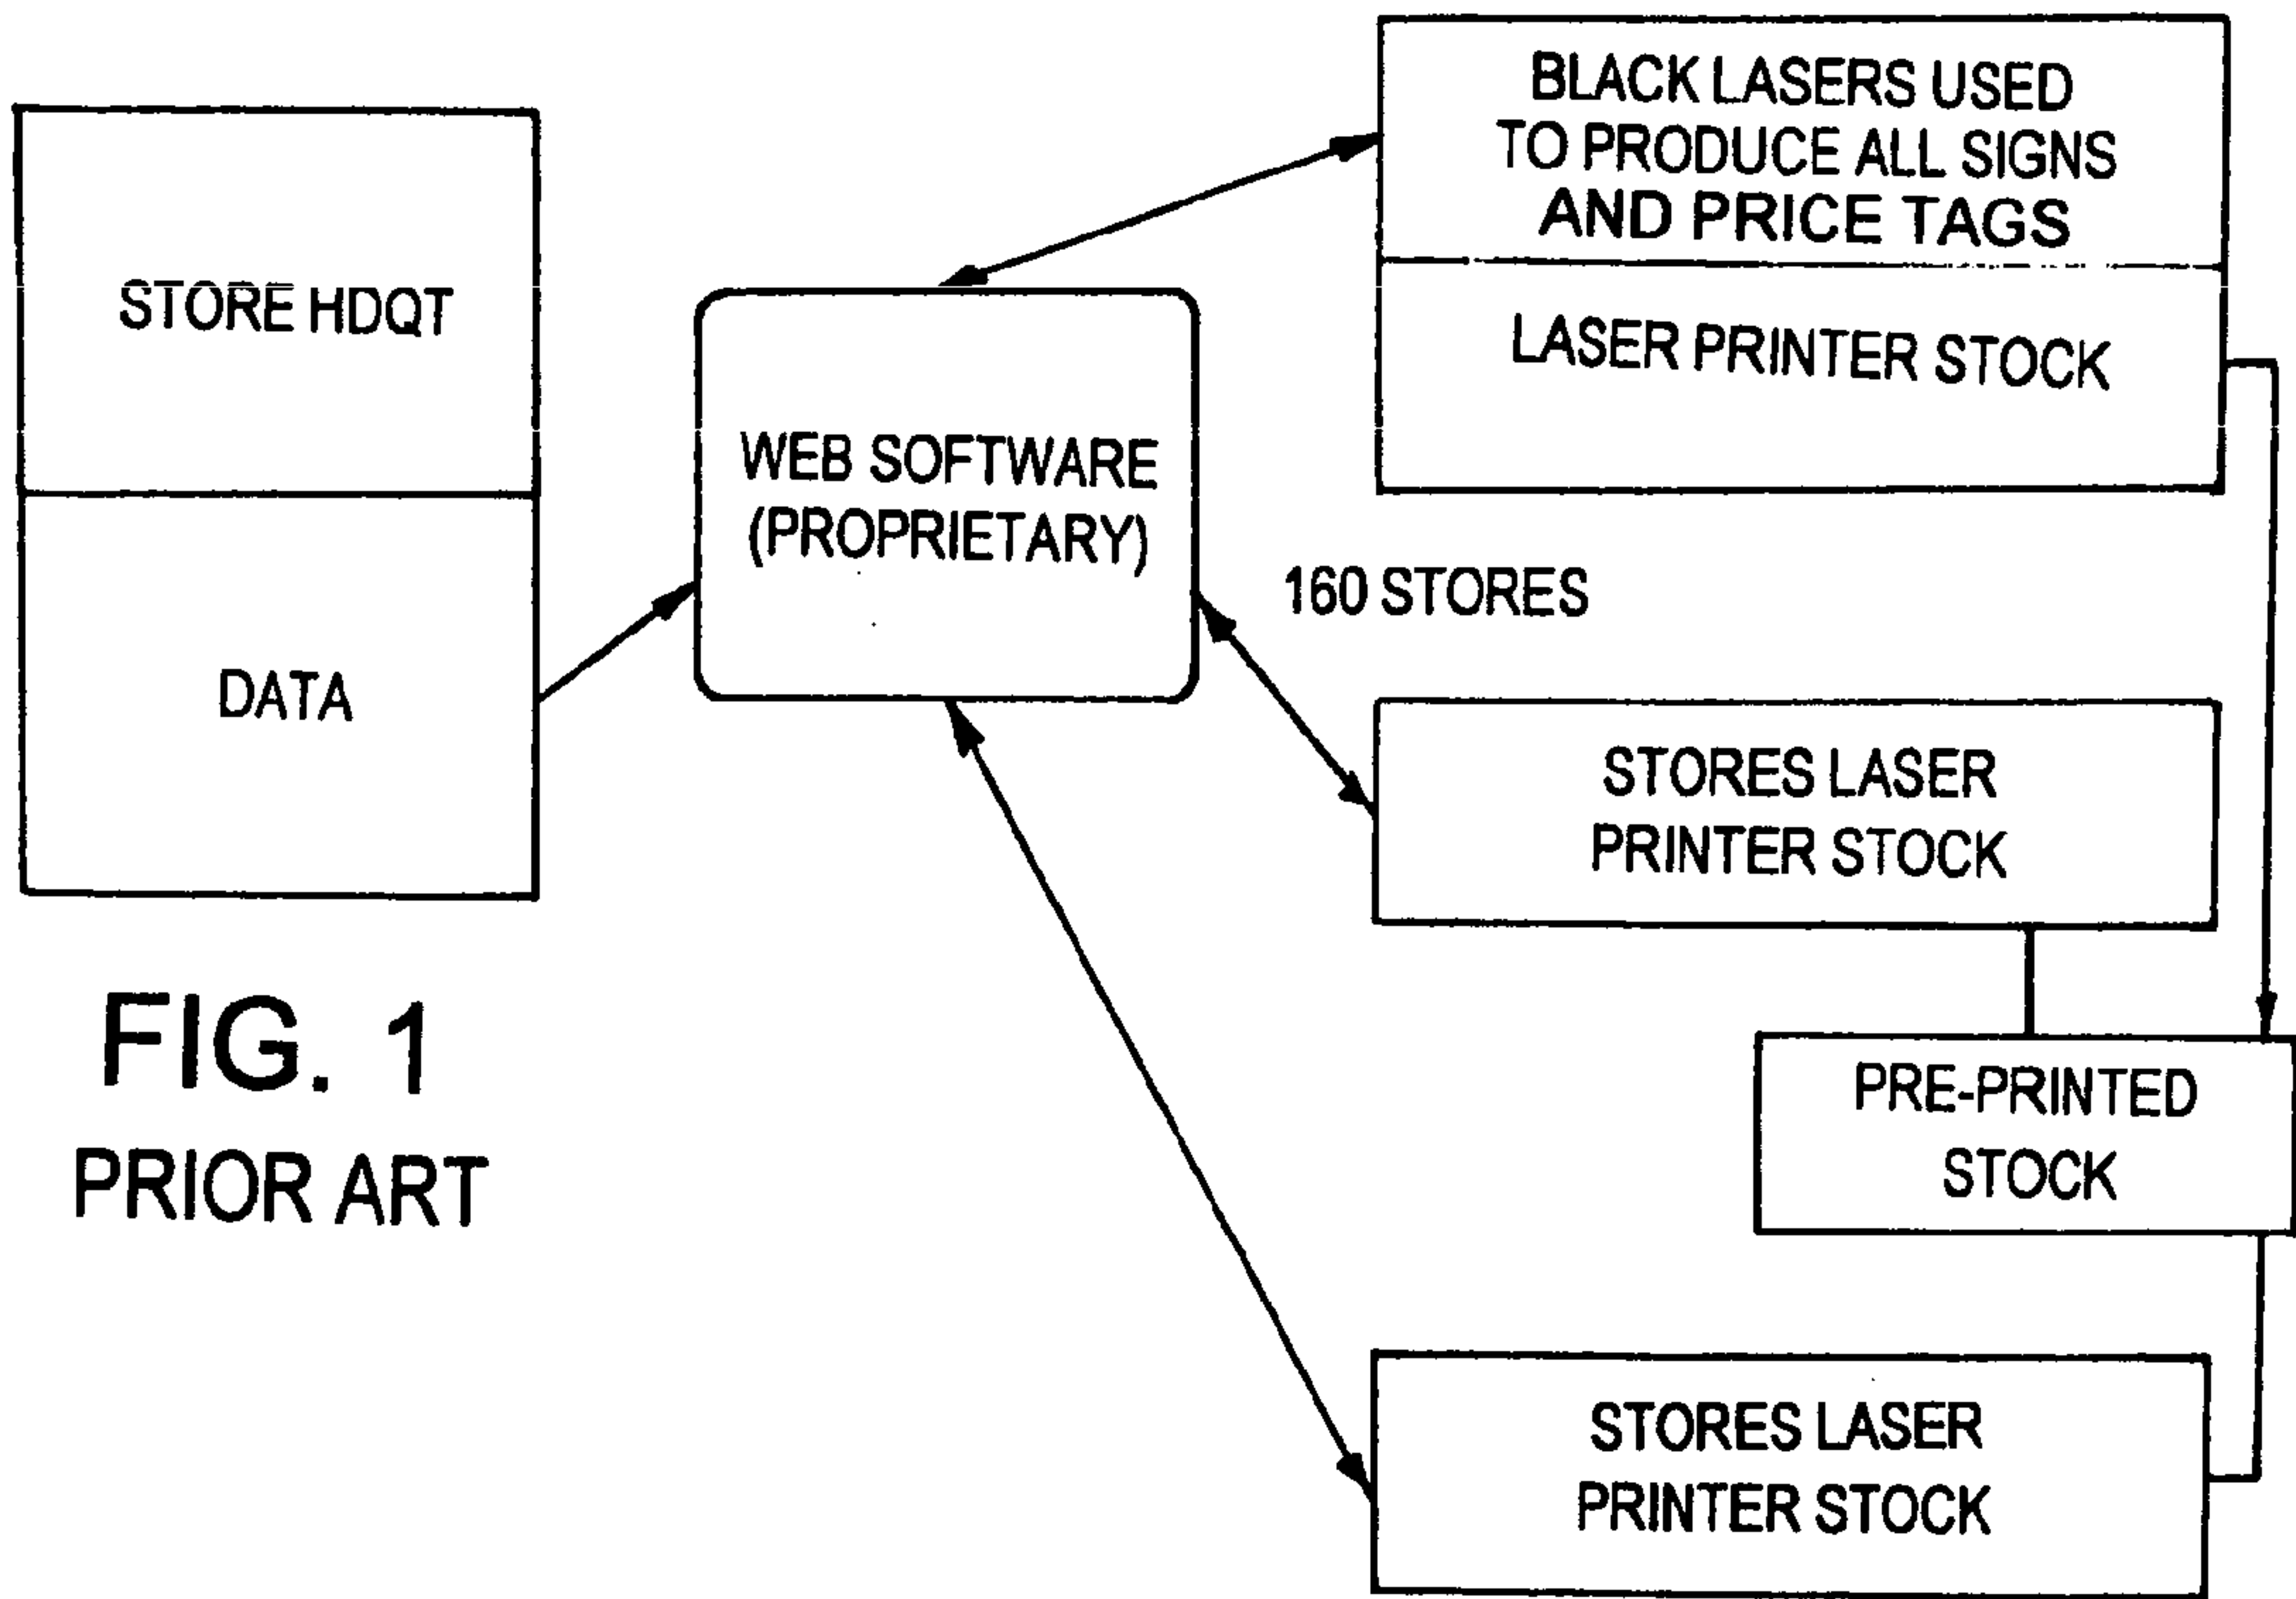 STORE HDQT
DATA
FIG. 1
PRIOR ART
WEB SOFTWARE
(PROPRIETARY)
BLACK LASERS USED
TO PRODUCE ALL SIGNS
AND PRICE TAGS
LASER PRINTER STOCK
160 STORES
STORES LASER
PRINTER STOCK
PRE-PRINTED
STOCK
STORES LASER
PRINTER STOCK